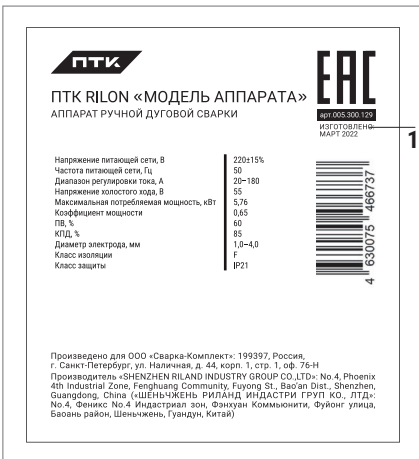 ПТК
EAC
ПТК RILON «МОДЕЛЬ АППАРАТА»
АППАРАТ РУЧНОЙ ДУГОВОЙ СВАРКИ
арт.005.300.129
ИЗГОТОВЛЕНО:
МАРТ 2022
1
Напряжение питающей сети, В 220±15%
Частота питающей сети, Гц 50
Диапазон регулировки тока, А 20–180
Напряжение холостого хода, В 55
Максимальная потребляемая мощность, кВт 5,76
Коэффициент мощности 0,65
ПВ, % 60
КПД, % 85
Диаметр электрода, мм 1,0–4,0
Класс изоляции F
Класс защиты IP21
4 630075 466737
Произведено для ООО «Сварка-Комплект»: 199397, Россия,
г. Санкт-Петербург, ул. Наличная, д. 44, корп. 1, стр. 1, оф. 76-Н
Производитель «SHENZHEN RILAND INDUSTRY GROUP CO.,LTD»: No.4, Phoenix
4th Industrial Zone, Fenghuang Community, Fuyong St., Bao'an Dist., Shenzhen,
Guangdong, China («ШЕНЬЧЖЕНЬ РИЛАНД ИНДАСТРИ ГРУП КО., ЛТД»:
No.4, Феникс No.4 Индастриал зон, Фэнхуан Коммьюнити, Фуйонг улица,
Баоань район, Шеньчжень, Гуандун, Китай)